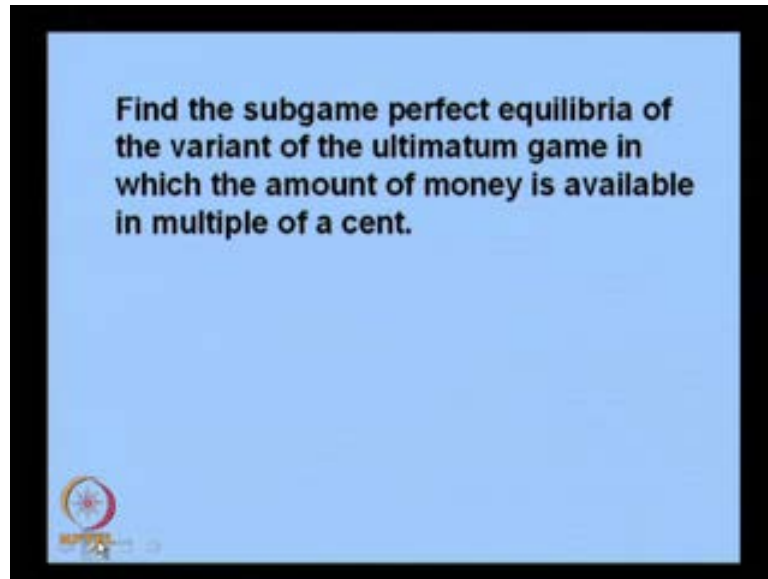 Find the subgame perfect equilibria of
the variant of the ultimatum game in
which the amount of money is available
in multiple of a cent.
NPTEL